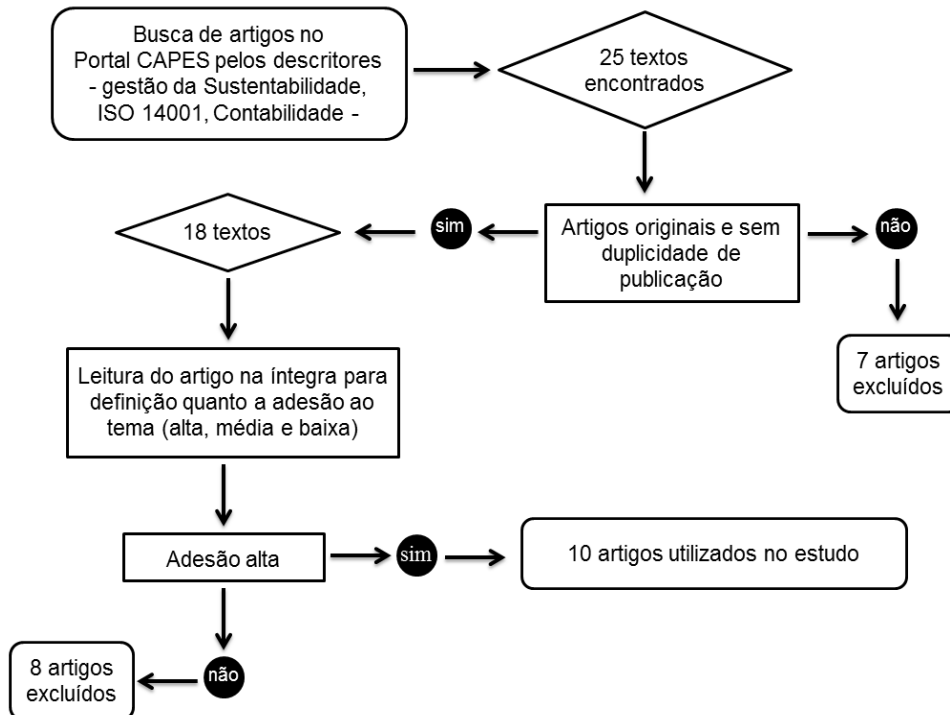 Busca de artigos no
Portal CAPES pelos descritores
- gestão da Sustentabilidade,
ISO 14001, Contabilidade -
25 textos
encontrados
Artigos originais e sem
duplicidade de
publicação
não
7 artigos
excluídos
sim
18 textos
Leitura do artigo na íntegra para
definição quanto a adesão ao
tema (alta, média e baixa)
Adesão alta
sim
10 artigos utilizados no estudo
não
8 artigos
excluídos